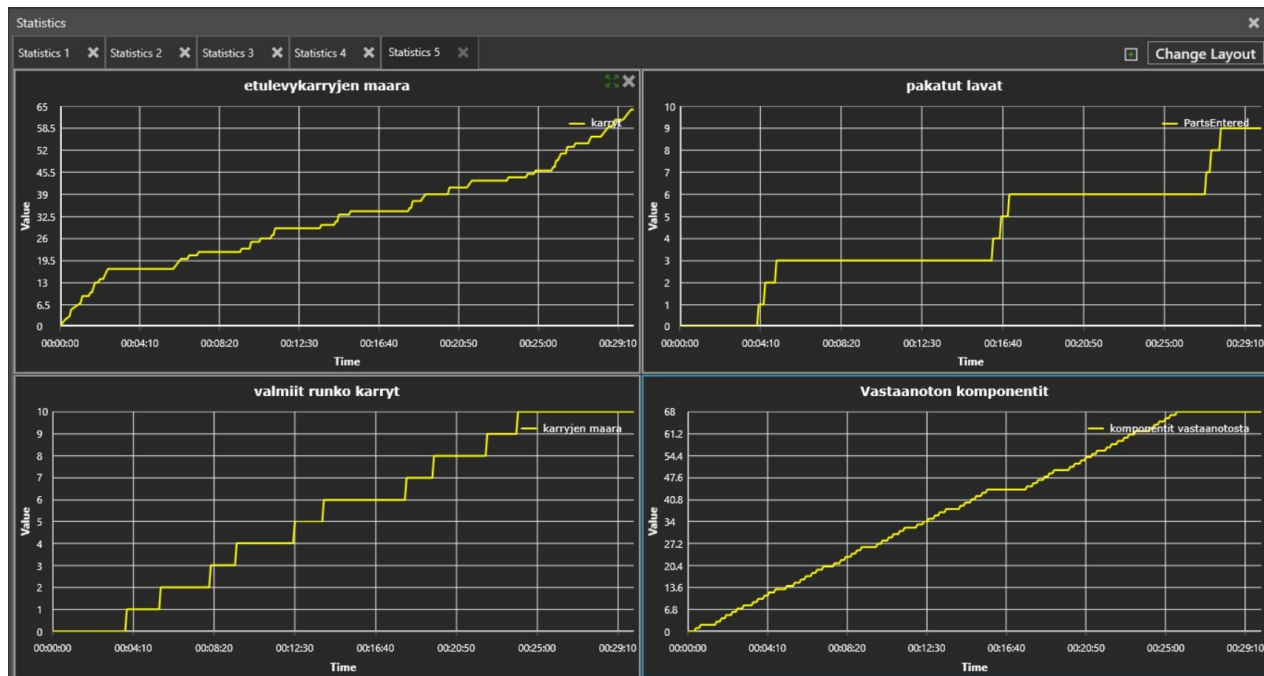 Statistics
Statistics 1 Statistics 2 Statistics 3 Statistics 4 Statistics 5 Change Layout
etulevykarryjen maara
karryt
Value
65
58.5
52
45.5
39
32.5
26
19.5
13
6.5
0
00:00:00 00:04:10 00:08:20 00:12:30 00:16:40 00:20:50 00:25:00 00:29:10
Time
pakatut lavat
PartsEntered
Value
10
9
8
7
6
5
4
3
2
1
0
00:00:00 00:04:10 00:08:20 00:12:30 00:16:40 00:20:50 00:25:00 00:29:10
Time
valmiit runko karryt
karryjen maara
Value
10
9
8
7
6
5
4
3
2
1
0
00:00:00 00:04:10 00:08:20 00:12:30 00:16:40 00:20:50 00:25:00 00:29:10
Time
Vastaanoton komponentit
komponentit vastaanotosta
Value
68
61.2
54.4
47.6
40.8
34
27.2
20.4
13.6
6.8
0
00:00:00 00:04:10 00:08:20 00:12:30 00:16:40 00:20:50 00:25:00 00:29:10
Time